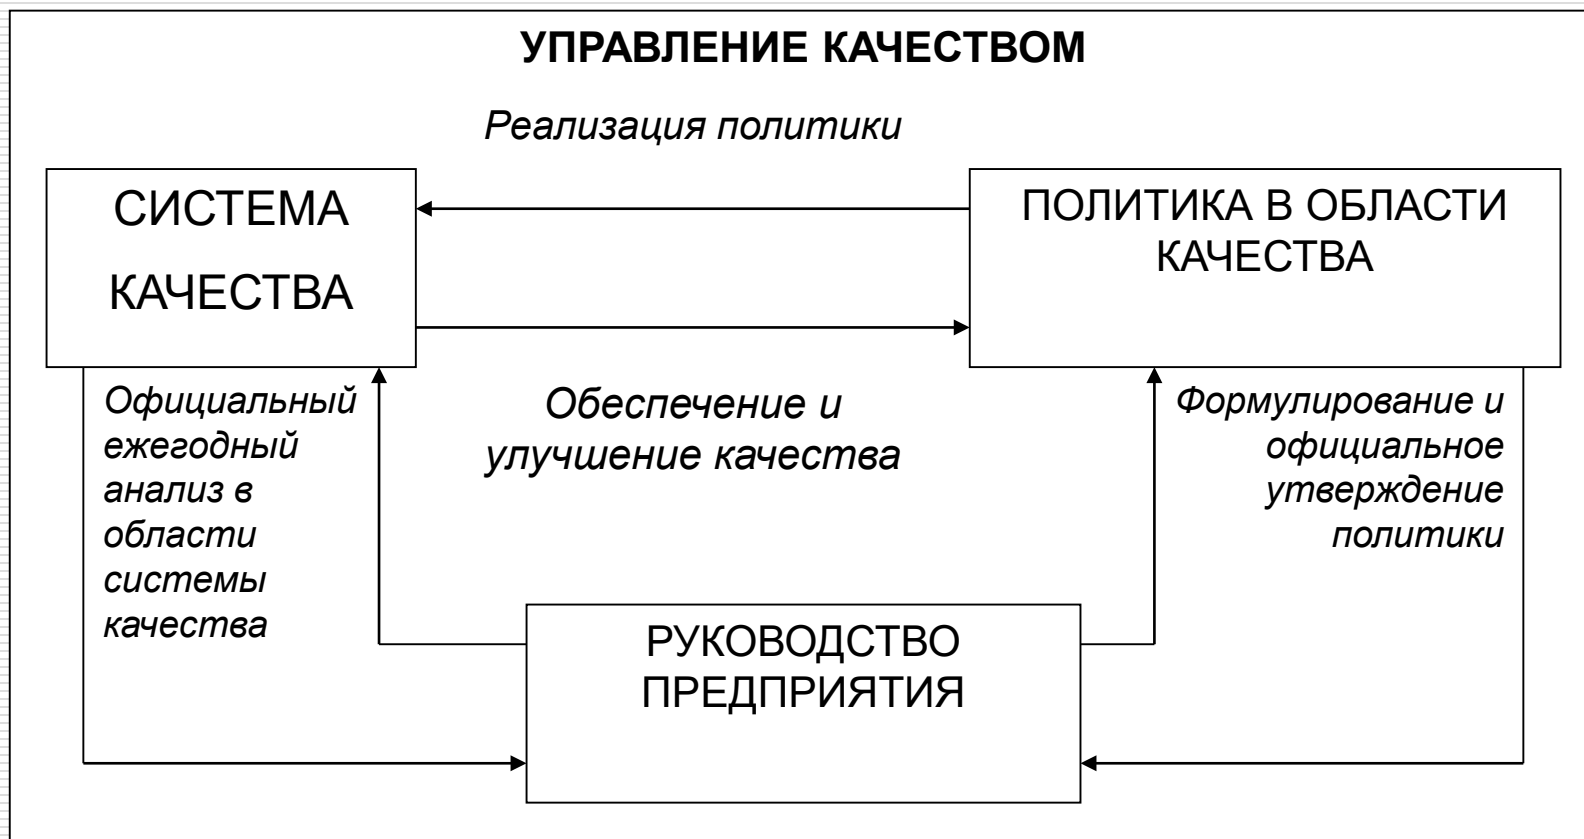 УПРАВЛЕНИЕ КАЧЕСТВОМ
Реализация политики
СИСТЕМА
КАЧЕСТВА
ПОЛИТИКА В ОБЛАСТИ
КАЧЕСТВА
Официальный
ежегодный
анализ в
области
системы
качества
Обеспечение и
улучшение качества
Формулирование и
официальное
утверждение
политики
РУКОВОДСТВО
ПРЕДПРИЯТИЯ